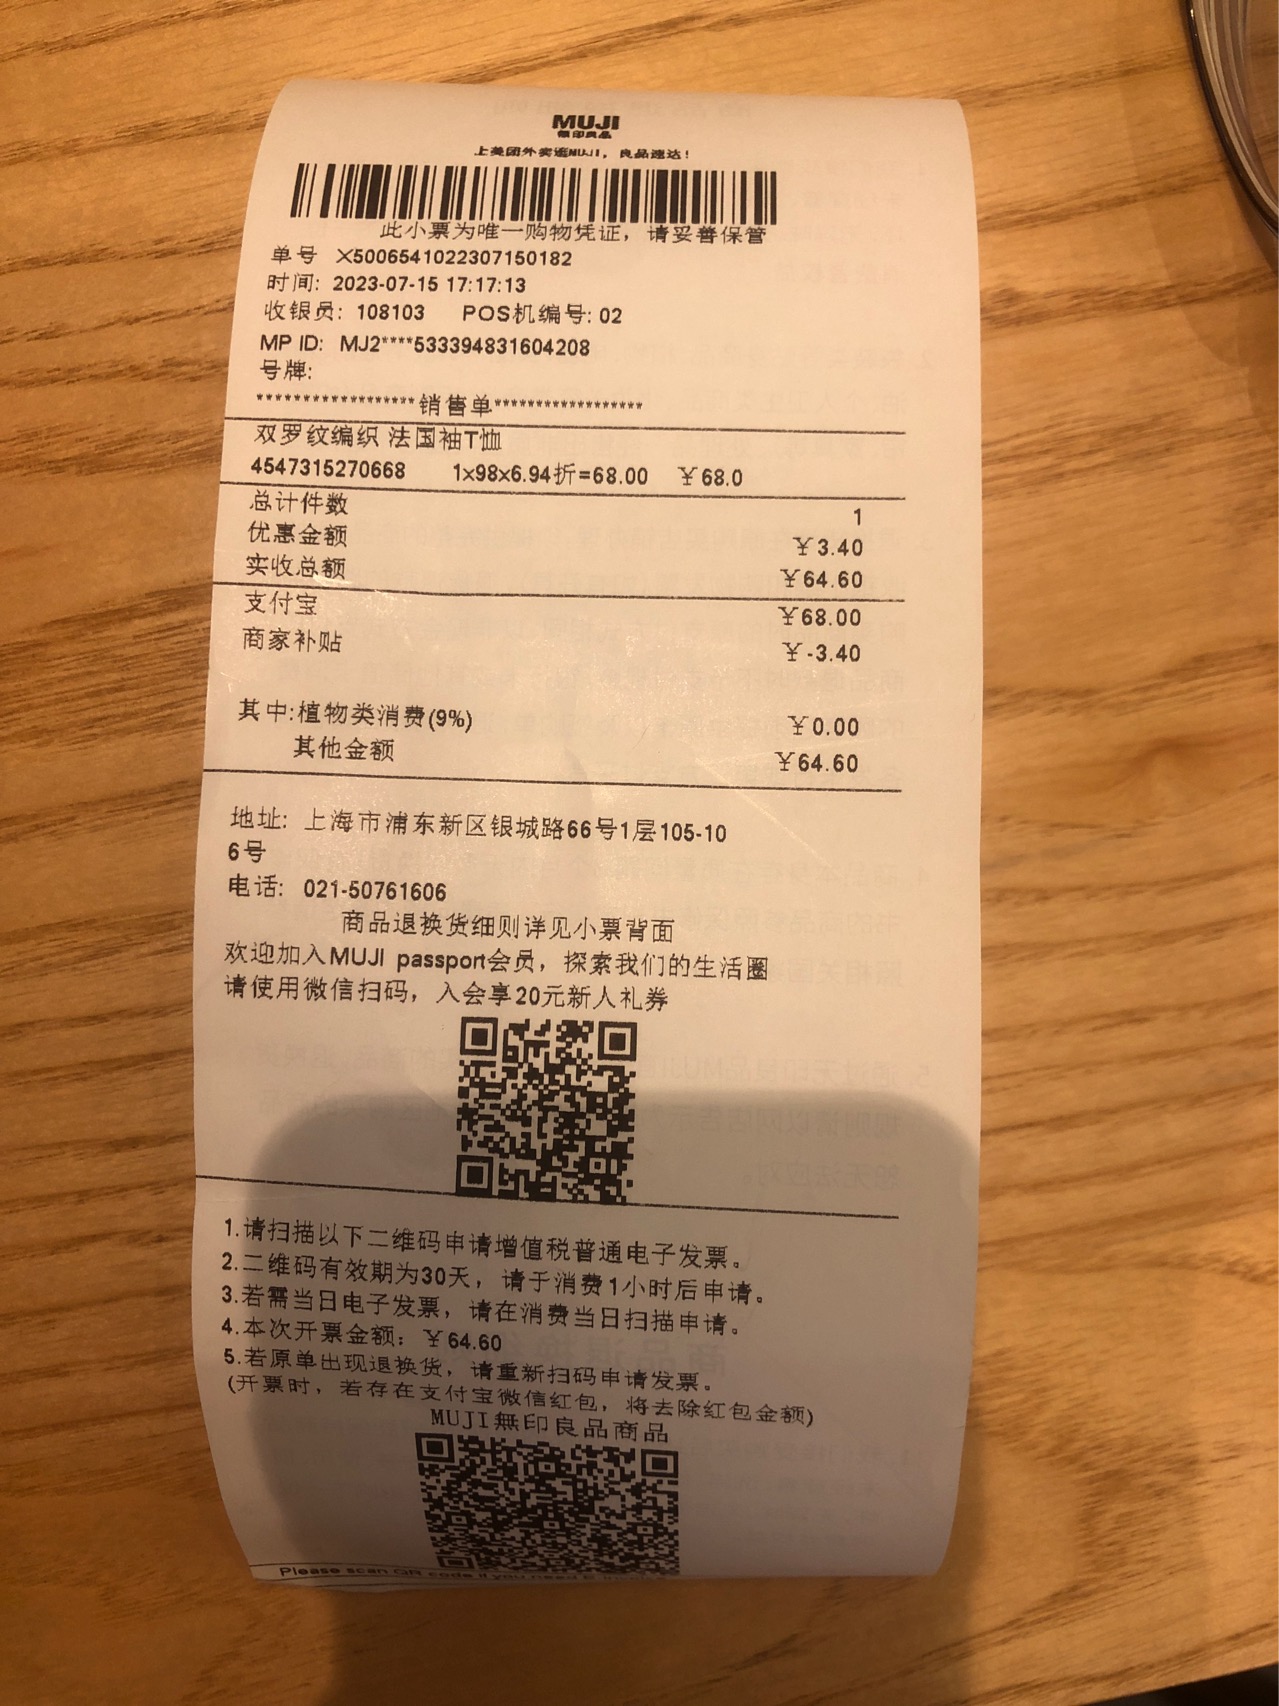 MUJI
無印良品
上美团外卖逛MUJI，良品速达！
此小票为唯一购物凭证，请妥善保管
单号 X5006541022307150182
时间: 2023-07-15 17:17:13
收银员: 108103 POS机编号: 02
MP ID: MJ2****533394831604208
号牌:
*******************销售单******************
双罗纹编织 法国袖T恤
4547315270668 1x98x6.94折=68.00 ￥68.0
总计件数 1
优惠金额 ￥3.40
实收总额 ￥64.60
支付宝 ￥68.00
商家补贴 ￥-3.40
其中:植物类消费(9%) ￥0.00
其他金额 ￥64.60
地址: 上海市浦东新区银城路66号1层105-10
6号
电话: 021-50761606
商品退换货细则详见小票背面
欢迎加入MUJI passport会员，探索我们的生活圈
请使用微信扫码，入会享20元新人礼券
1.请扫描以下二维码申请增值税普通电子发票。
2.二维码有效期为30天，请于消费1小时后申请。
3.若需当日电子发票，请在消费当日扫描申请。
4.本次开票金额：￥64.60
5.若原单出现退换货，请重新扫码申请发票。
(开票时，若存在支付宝微信红包，将去除红包金额)
MUJI無印良品商品
Please scan QR code if you need E